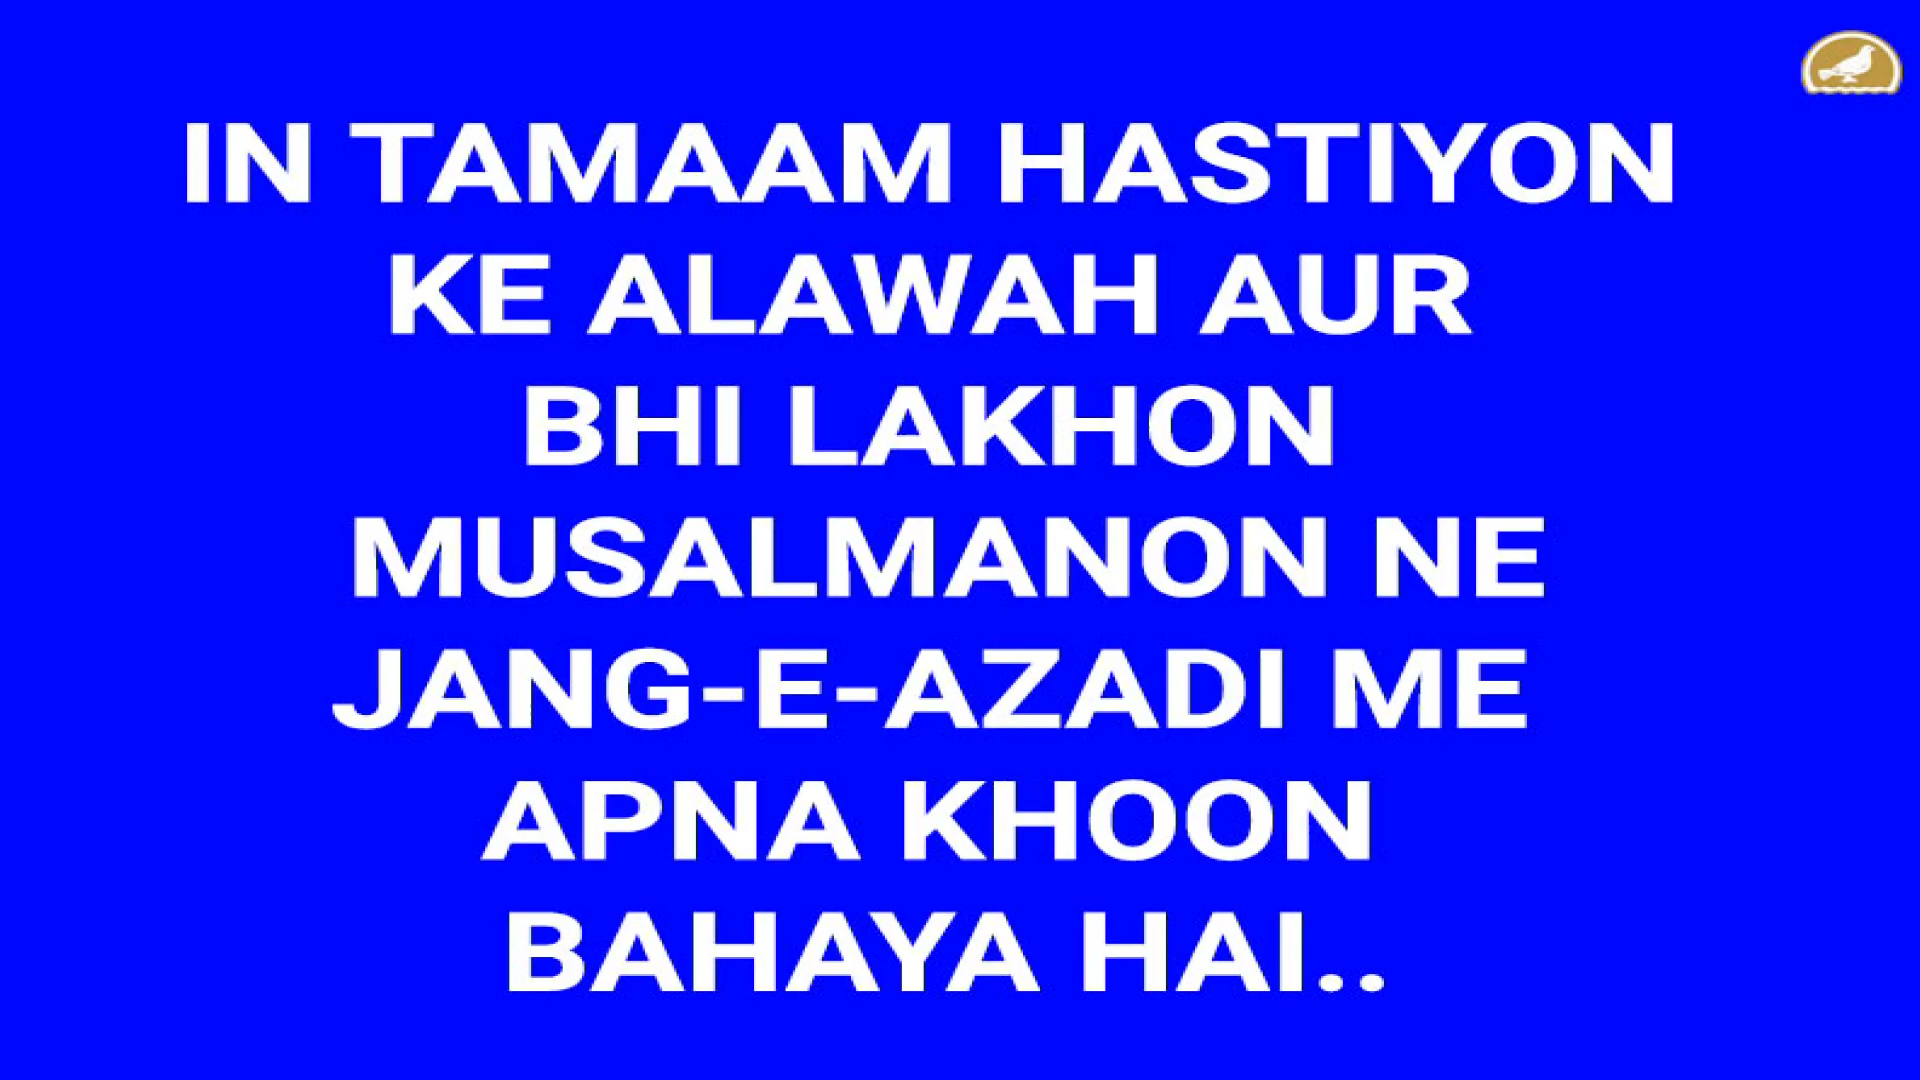 IN TAMAAM HASTIYON
KE ALAWAH AUR
BHI LAKHON
MUSALMANON NE
JANG-E-AZADI ME
APNA KHOON
BAHAYA HAI..